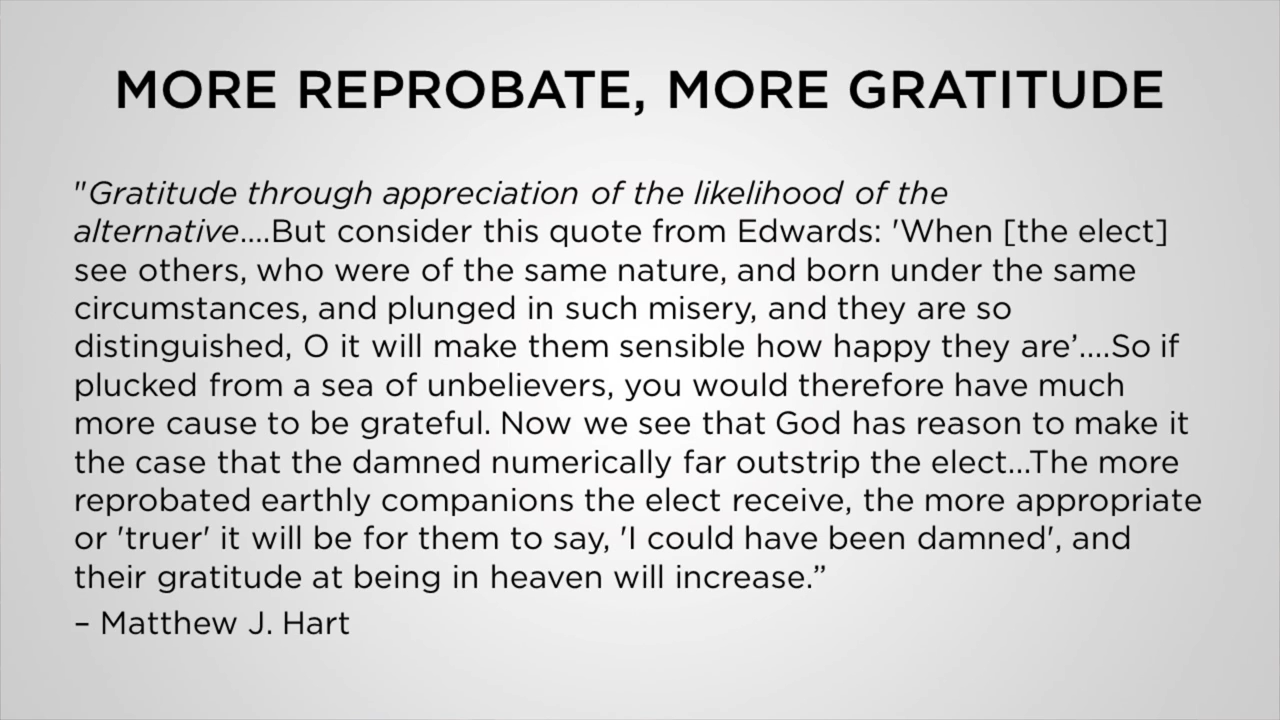 MORE REPROBATE, MORE GRATITUDE
"Gratitude through appreciation of the likelihood of the
alternative....But consider this quote from Edwards: 'When [the elect]
see others, who were of the same nature, and born under the same
circumstances, and plunged in such misery, and they are so
distinguished, O it will make them sensible how happy they are’....So if
plucked from a sea of unbelievers, you would therefore have much
more cause to be grateful. Now we see that God has reason to make it
the case that the damned numerically far outstrip the elect...The more
reprobated earthly companions the elect receive, the more appropriate
or 'truer' it will be for them to say, 'I could have been damned', and
their gratitude at being in heaven will increase.”
– Matthew J. Hart